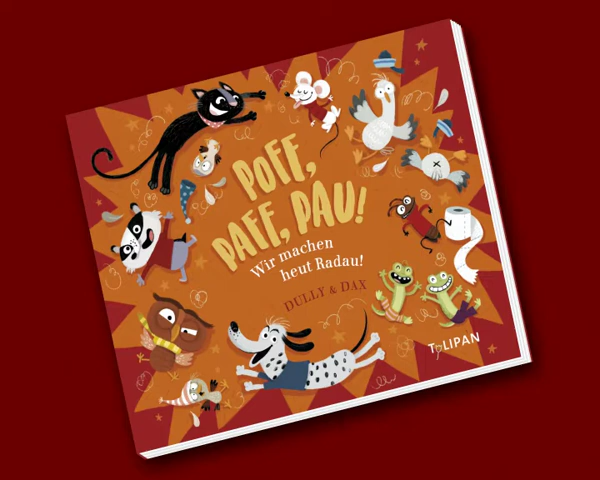 POFF,
PAFF, PAU!
Wir machen
heut Radau!
DULLY & DAX
TULIPAN